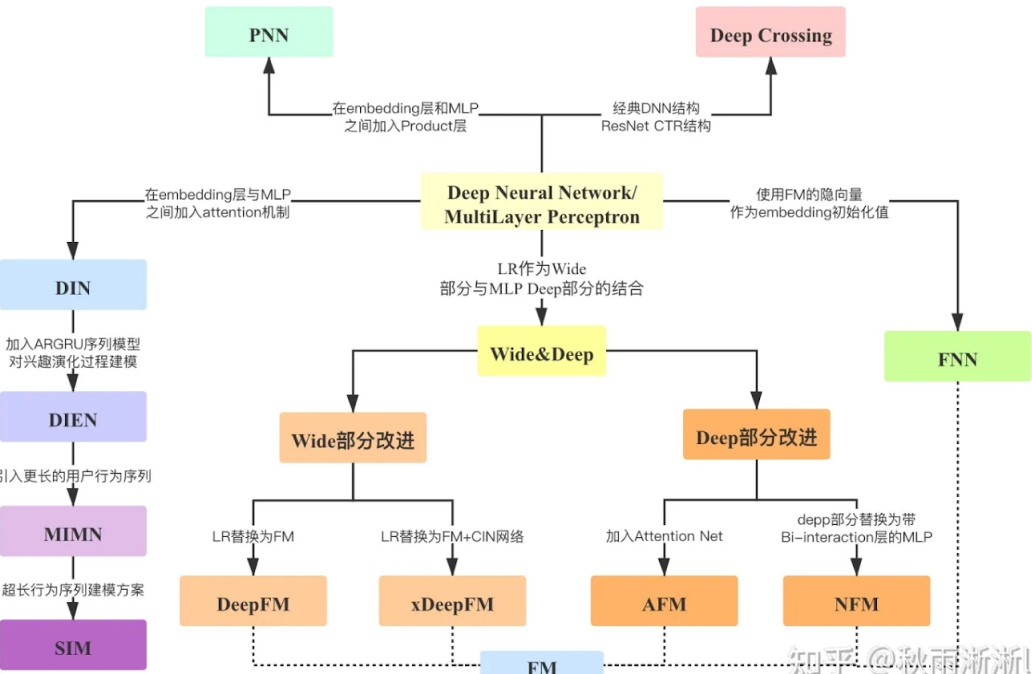 PNN
Deep Crossing
在embedding层和MLP
之间加入Product层
经典DNN结构
ResNet CTR结构
在embedding层与MLP
之间加入attention机制
Deep Neural Network/
MultiLayer Perceptron
使用FM的隐向量
作为embedding初始化值
LR作为Wide
部分与MLP Deep部分的结合
DIN
加入ARGRU序列模型
对兴趣演化过程建模
Wide&Deep
FNN
DIEN
Wide部分改进
Deep部分改进
引入更长的用户行为序列
MIMN
LR替换为FM
LR替换为FM+CIN网络
加入Attention Net
depp部分替换为带
Bi-interaction层的MLP
超长行为序列建模方案
DeepFM
xDeepFM
AFM
NFM
SIM
FM
知乎 @秋雨淅淅l